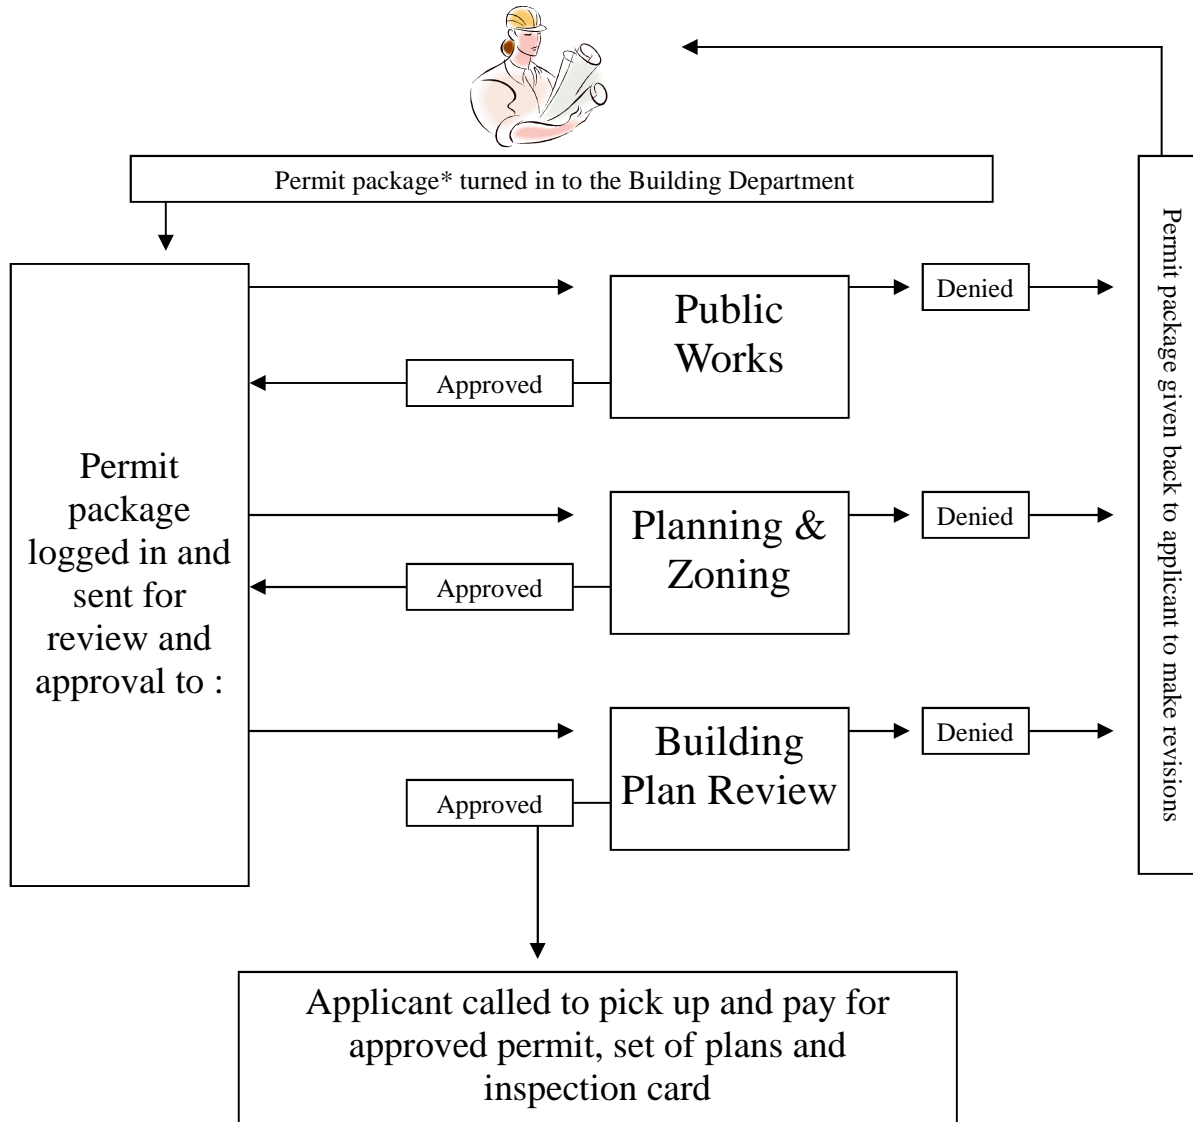 Permit package* turned in to the Building Department
Permit
package
logged in and
sent for
review and
approval to :
Public
Works
Denied
Approved
Planning &
Zoning
Denied
Approved
Building
Plan Review
Denied
Approved
Permit package given back to applicant to make revisions
Applicant called to pick up and pay for
approved permit, set of plans and
inspection card